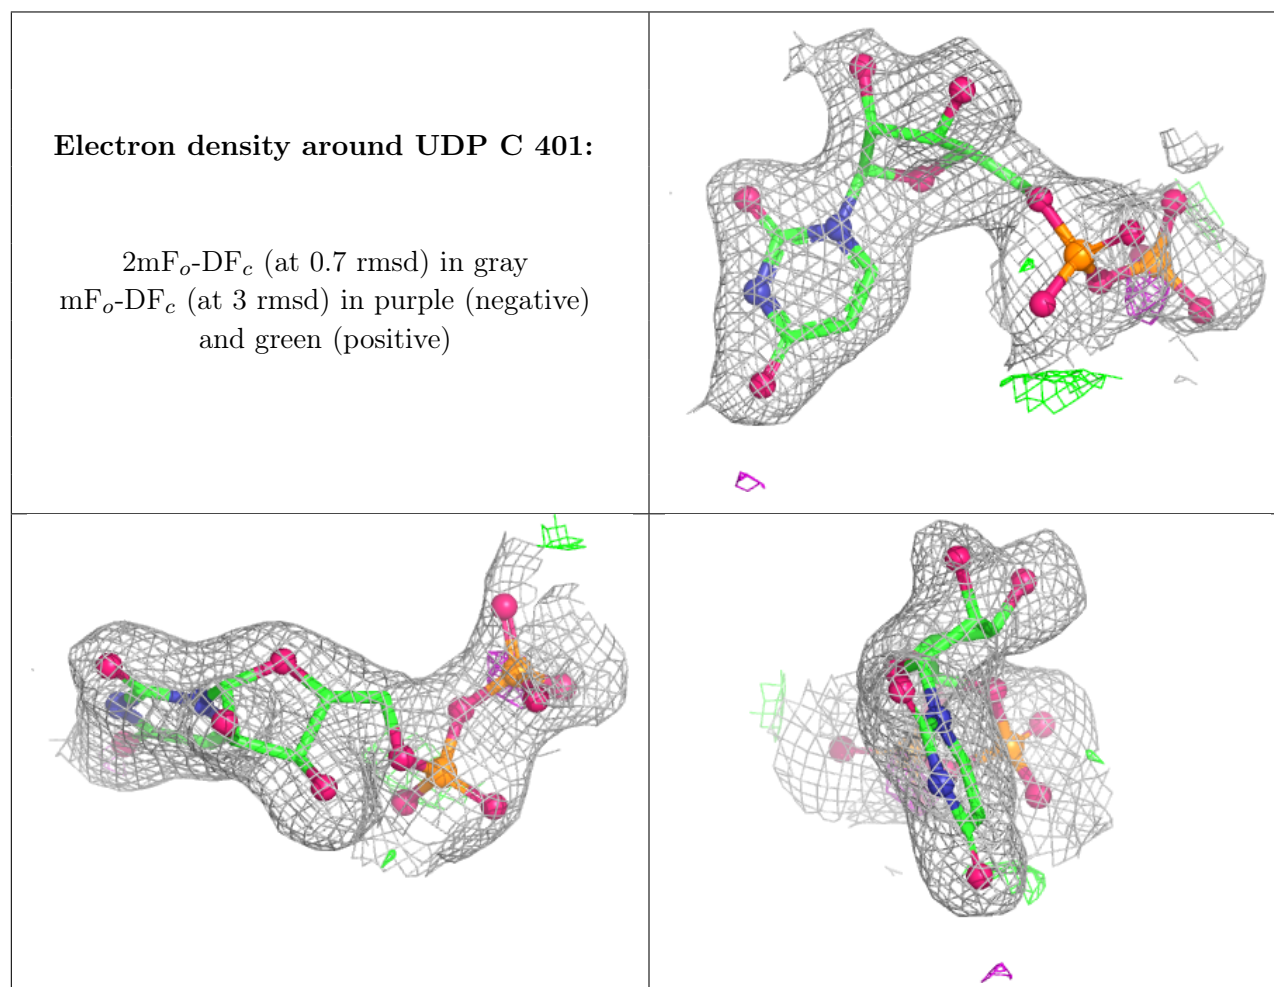 Electron density around UDP C 401:
2mFo-DFc (at 0.7 rmsd) in gray
mFo-DFc (at 3 rmsd) in purple (negative)
and green (positive)